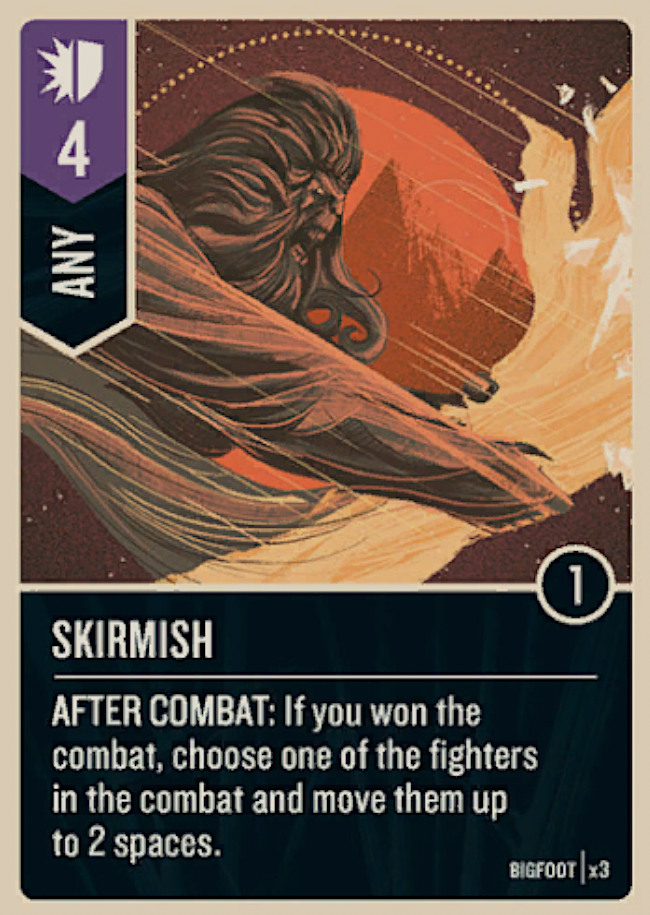 4
ANY
1
SKIRMISH
AFTER COMBAT: If you won the
combat, choose one of the fighters
in the combat and move them up
to 2 spaces.
BIGFOOT | x3